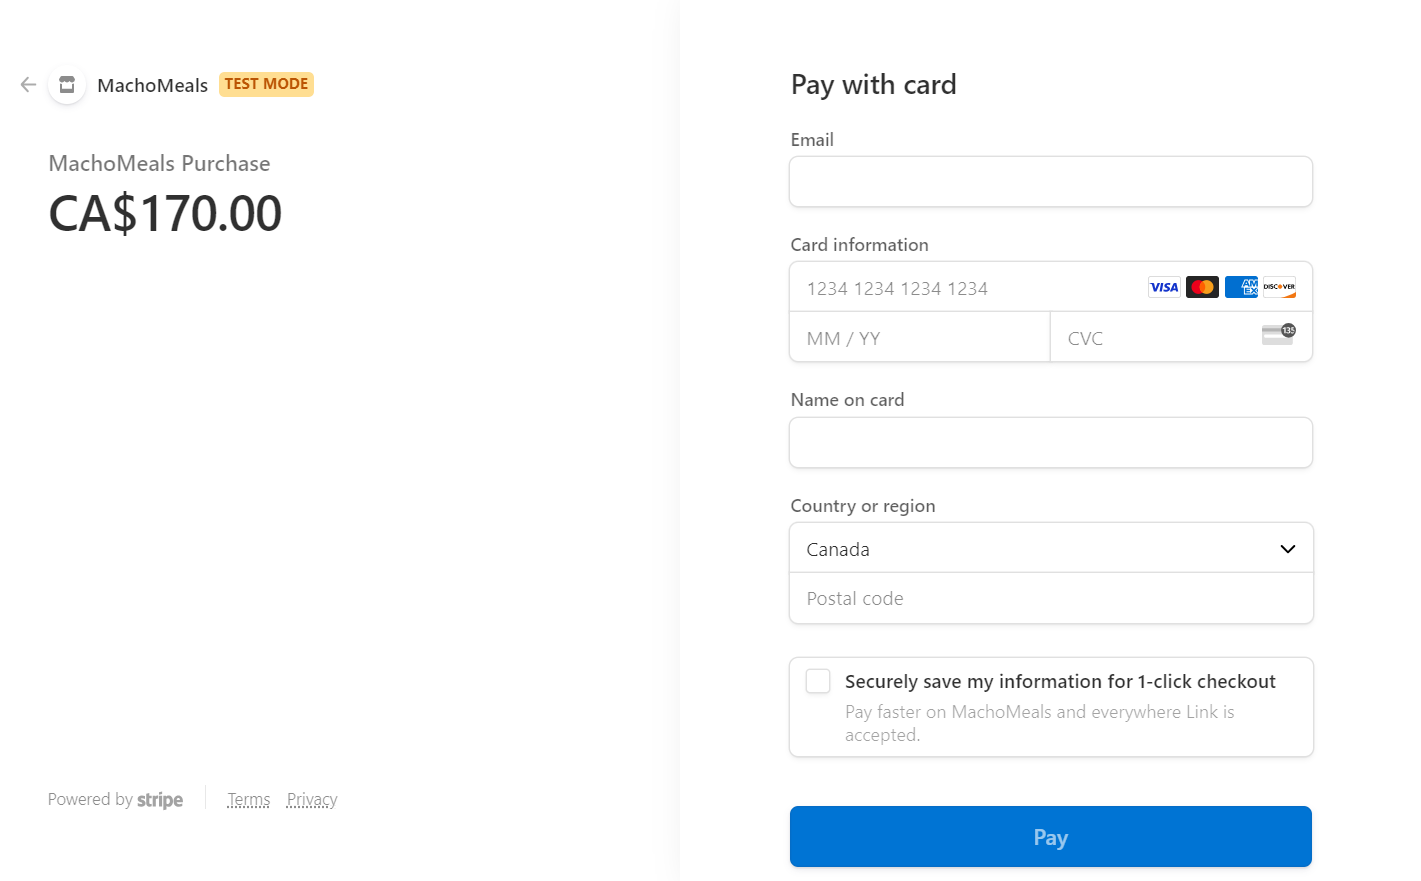 MachoMeals TEST MODE
MachoMeals Purchase
CA$170.00
Powered by stripe
Terms Privacy
Pay with card
Email
Card information
1234 1234 1234 1234
VISA
AM
EX
DISCOVER
MM / YY
CVC
135
Name on card
Country or region
Canada
Postal code
Securely save my information for 1-click checkout
Pay faster on MachoMeals and everywhere Link is
accepted.
Pay